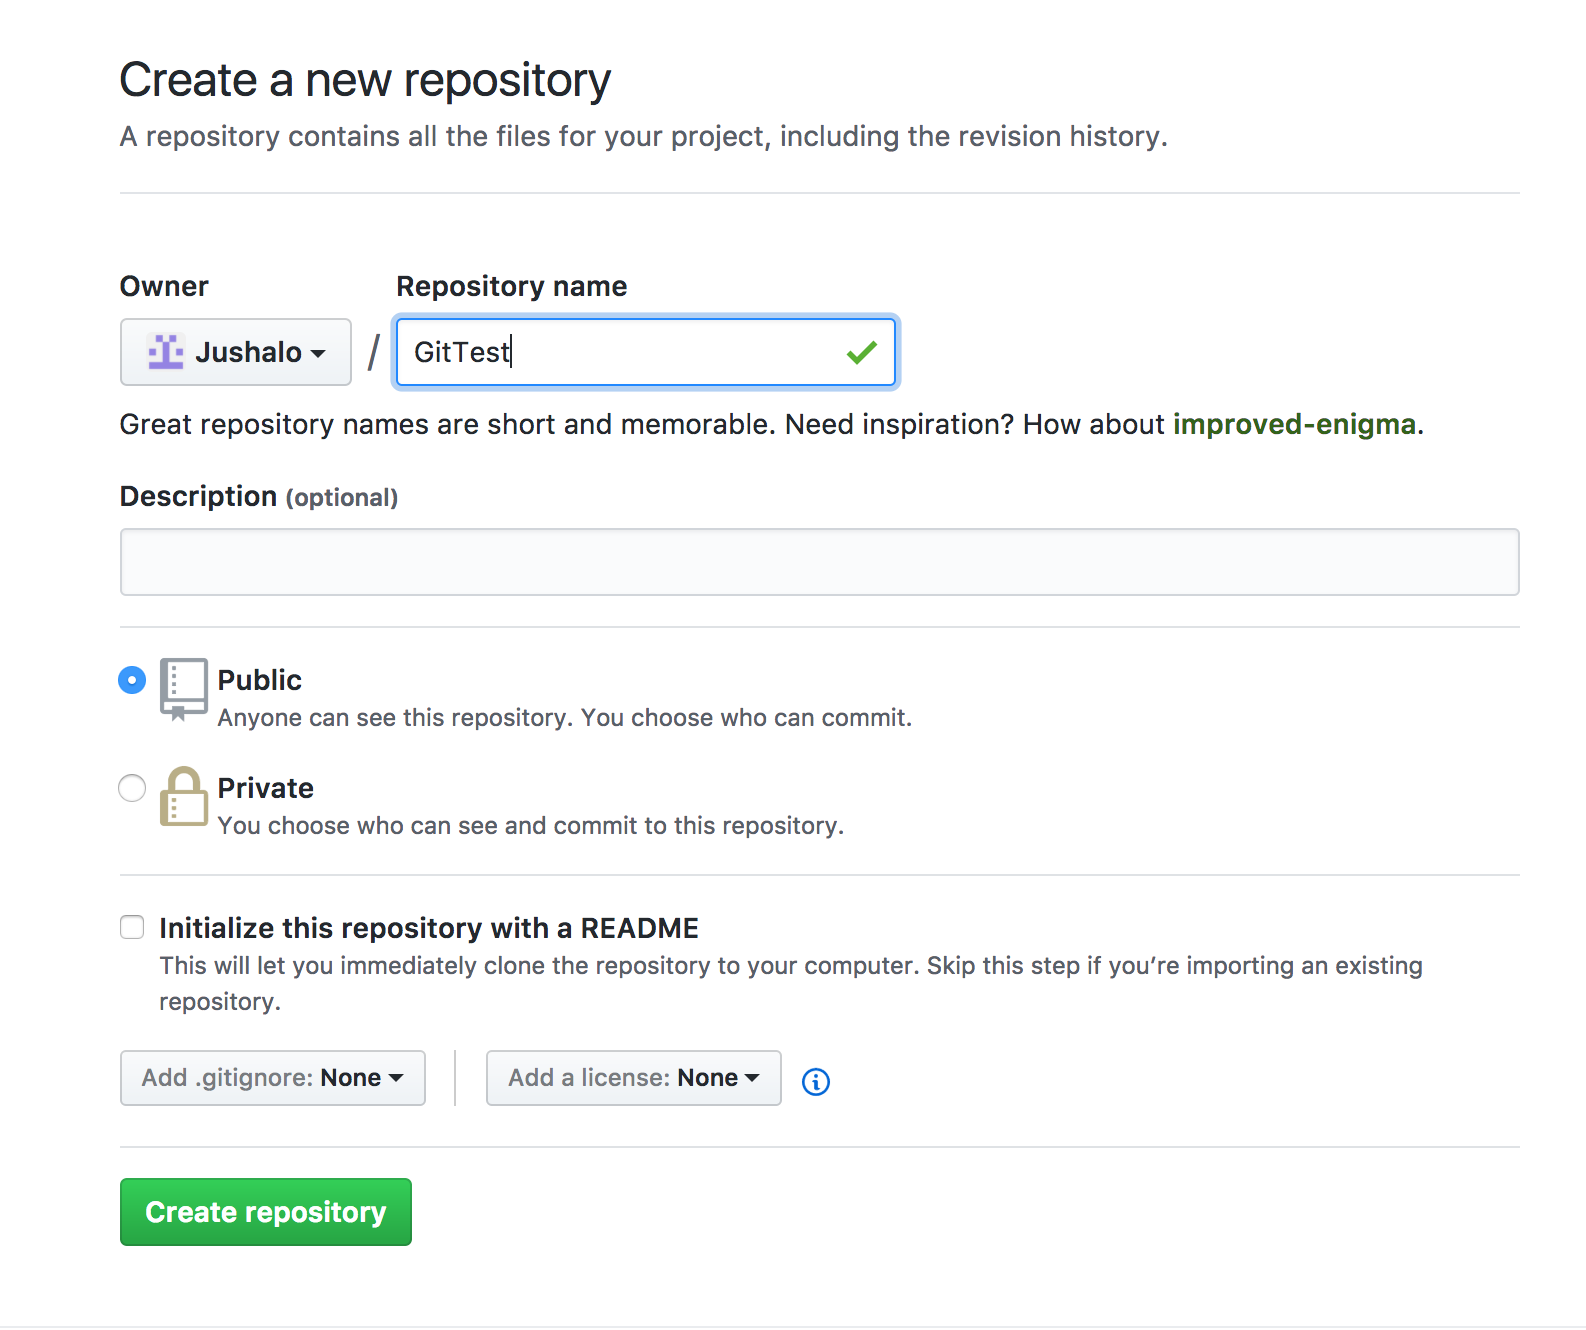 Create a new repository
A repository contains all the files for your project, including the revision history.
Owner Repository name
Jushalo / GitTest
Great repository names are short and memorable. Need inspiration? How about improved-enigma.
Description (optional)
Public
Anyone can see this repository. You choose who can commit.
Private
You choose who can see and commit to this repository.
Initialize this repository with a README
This will let you immediately clone the repository to your computer. Skip this step if you’re importing an existing
repository.
Add .gitignore: None Add a license: None
Create repository